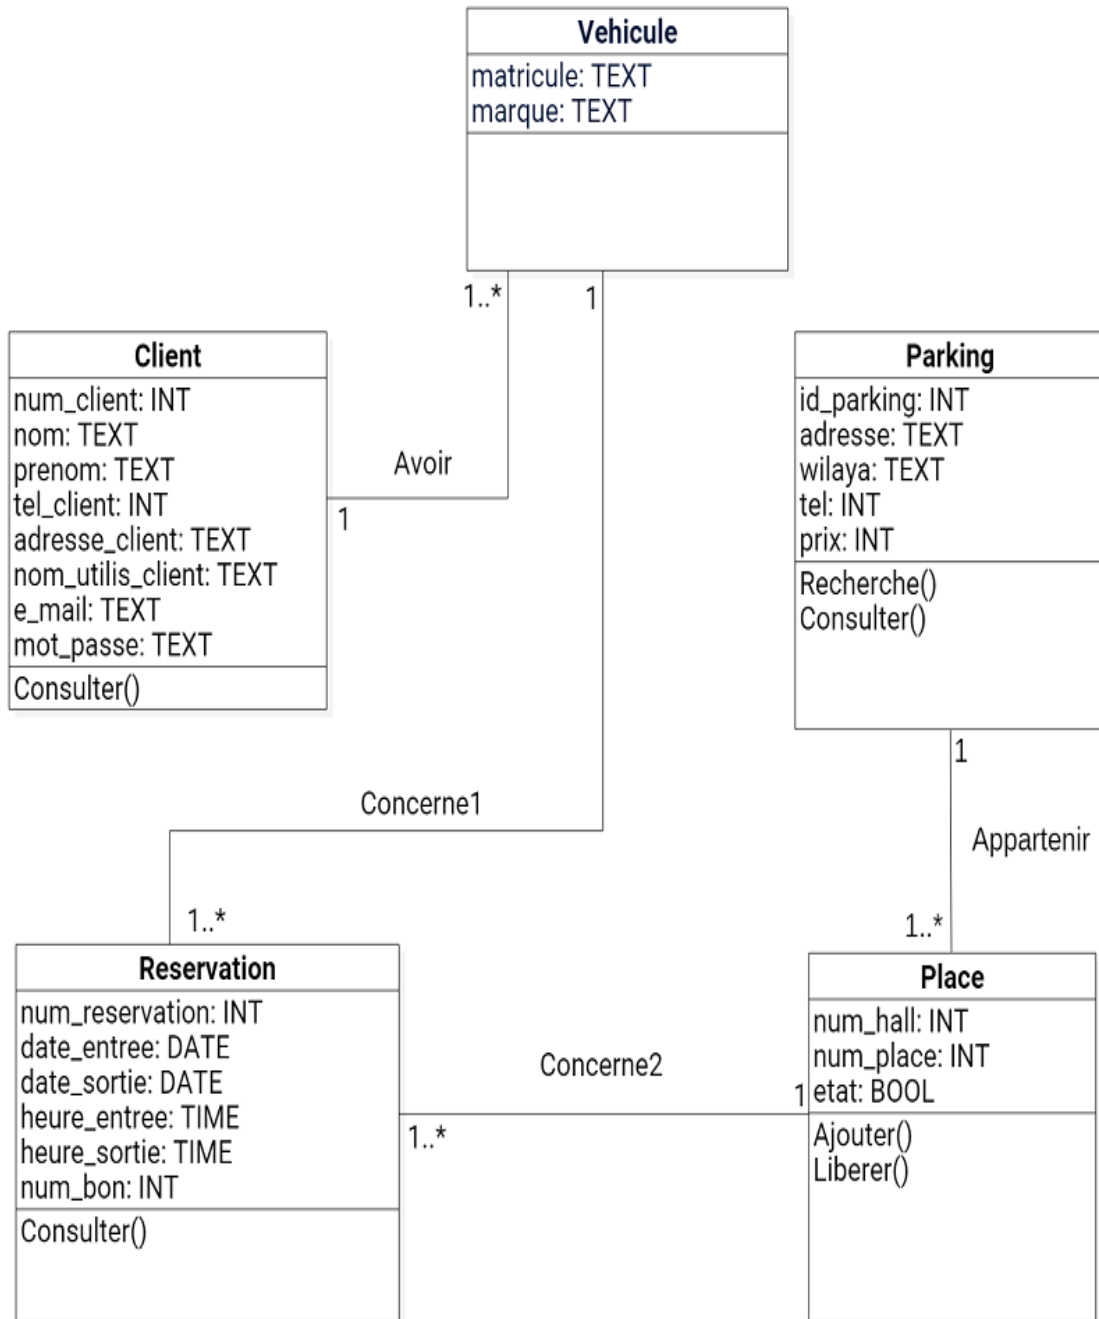 Vehicule
matricule: TEXT
marque: TEXT
1..*
1
Client
num_client: INT
nom: TEXT
prenom: TEXT
tel_client: INT
adresse_client: TEXT
nom_utilis_client: TEXT
e_mail: TEXT
mot_passe: TEXT
Consulter()
Avoir
1
Parking
id_parking: INT
adresse: TEXT
wilaya: TEXT
tel: INT
prix: INT
Recherche()
Consulter()
1
Concerne1
Appartenir
1..*
1..*
Reservation
num_reservation: INT
date_entree: DATE
date_sortie: DATE
heure_entree: TIME
heure_sortie: TIME
num_bon: INT
Consulter()
Concerne2
1..*
1
Place
num_hall: INT
num_place: INT
etat: BOOL
Ajouter()
Liberer()